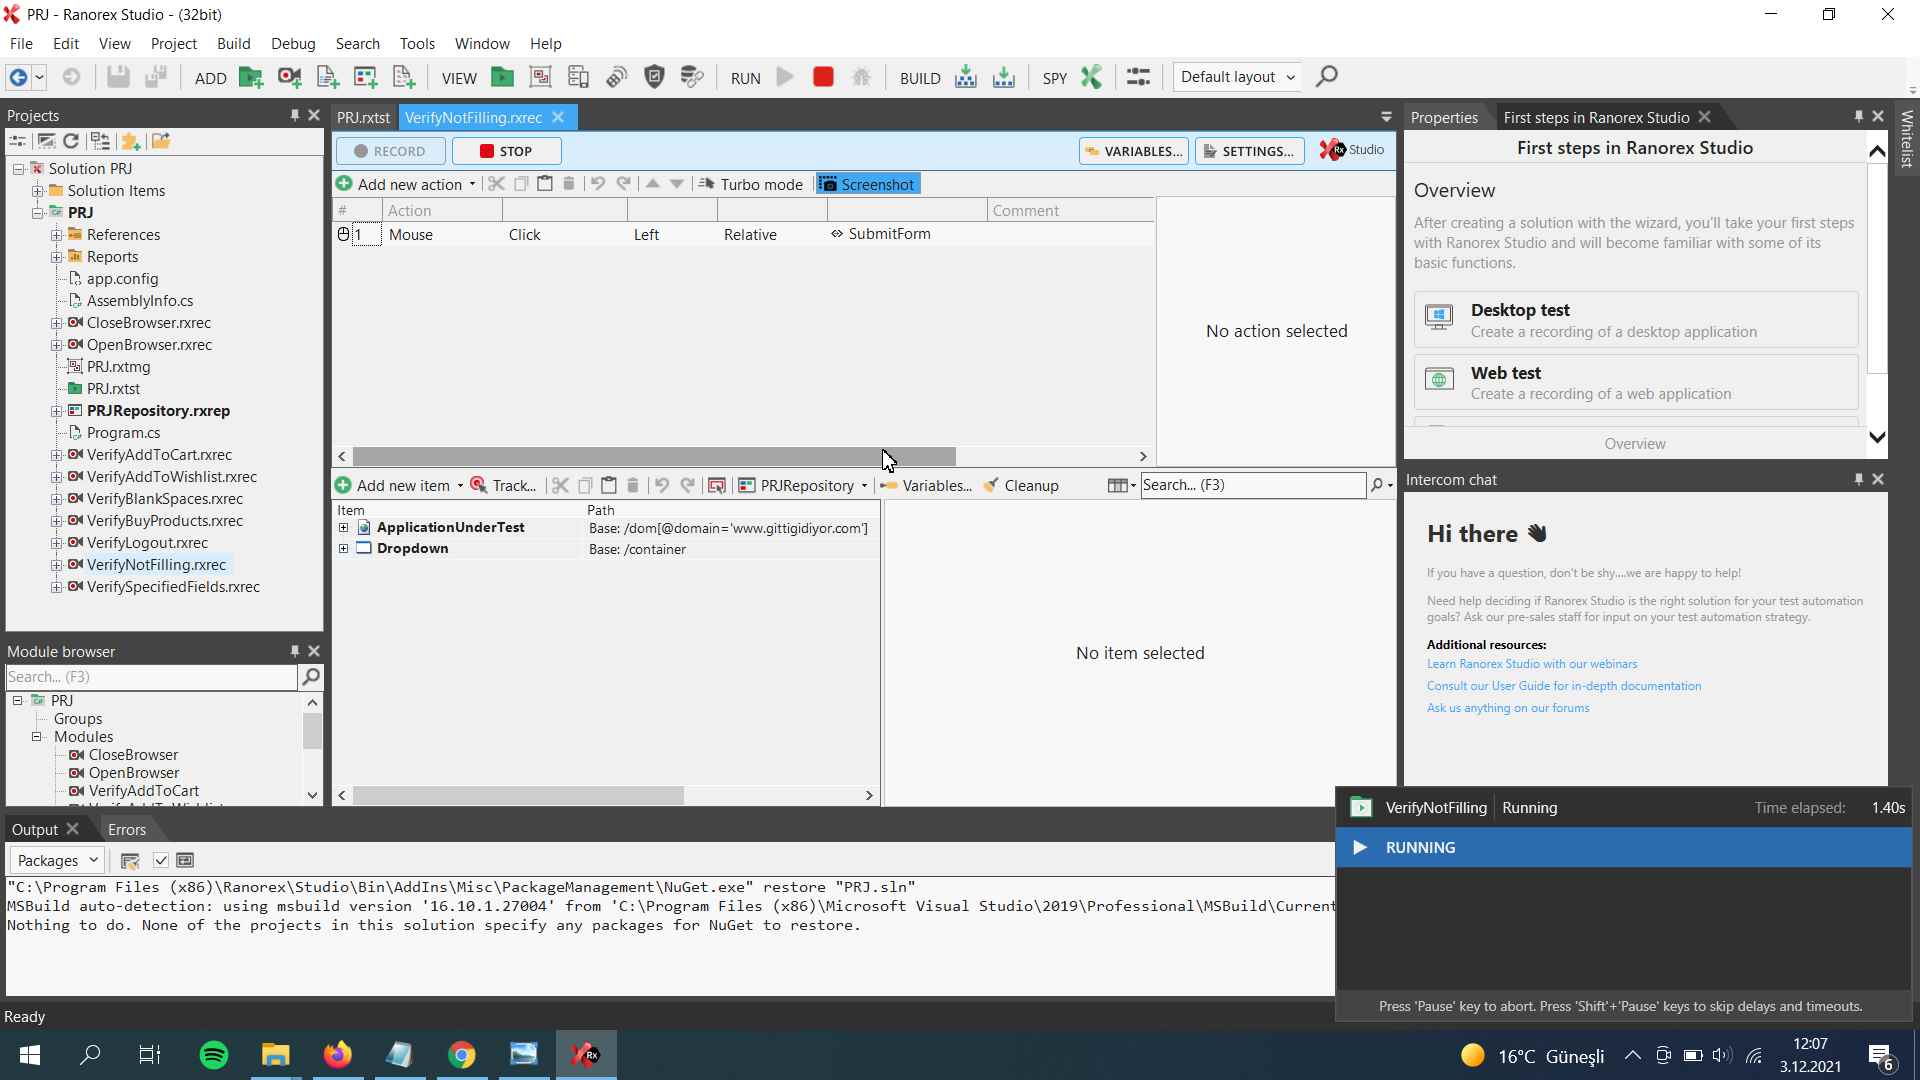 PRJ - Ranorex Studio - (32bit)
File Edit View Project Build Debug Search Tools Window Help
ADD VIEW RUN BUILD SPY Default layout
Projects
Solution PRJ
Solution Items
PRJ
References
Reports
app.config
AssemblyInfo.cs
CloseBrowser.rxrec
OpenBrowser.rxrec
PRJ.rxtmg
PRJ.rxtst
PRJRepository.rxrep
Program.cs
VerifyAddToCart.rxrec
VerifyAddToWishlist.rxrec
VerifyBlankSpaces.rxrec
VerifyBuyProducts.rxrec
VerifyLogout.rxrec
VerifyNotFilling.rxrec
VerifySpecifiedFields.rxrec
Module browser
Search... (F3)
PRJ
Groups
Modules
CloseBrowser
OpenBrowser
VerifyAddToCart
PRJ.rxtst VerifyNotFilling.rxrec
RECORD STOP VARIABLES... SETTINGS... Rx Studio
Add new action Turbo mode Screenshot
# Action Comment
1 Mouse Click Left Relative SubmitForm
No action selected
Add new item Track... PRJRepository Variables... Cleanup Search... (F3)
Item Path
ApplicationUnderTest Base: /dom[@domain='www.gittigidiyor.com']
Dropdown Base: /container
No item selected
Properties First steps in Ranorex Studio
First steps in Ranorex Studio
Overview
After creating a solution with the wizard, you'll take your first steps
with Ranorex Studio and will become familiar with some of its
basic functions.
Desktop test
Create a recording of a desktop application
Web test
Create a recording of a web application
Overview
Whitelist
Intercom chat
Hi there
If you have a question, don't be shy....we are happy to help!
Need help deciding if Ranorex Studio is the right solution for your test automation
goals? Ask our pre-sales staff for input on your test automation strategy.
Additional resources:
Learn Ranorex Studio with our webinars
Consult our User Guide for in-depth documentation
Ask us anything on our forums
Output Errors
Packages
"C:\Program Files (x86)\Ranorex\Studio\Bin\AddIns\Misc\PackageManagement\NuGet.exe" restore "PRJ.sln"
MSBuild auto-detection: using msbuild version '16.10.1.27004' from 'C:\Program Files (x86)\Microsoft Visual Studio\2019\Professional\MSBuild\Current
Nothing to do. None of the projects in this solution specify any packages for NuGet to restore.
VerifyNotFilling Running Time elapsed: 1.40s
RUNNING
Press 'Pause' key to abort. Press 'Shift'+'Pause' keys to skip delays and timeouts.
Ready
Rx
16°C Güneşli
12:07
3.12.2021
6